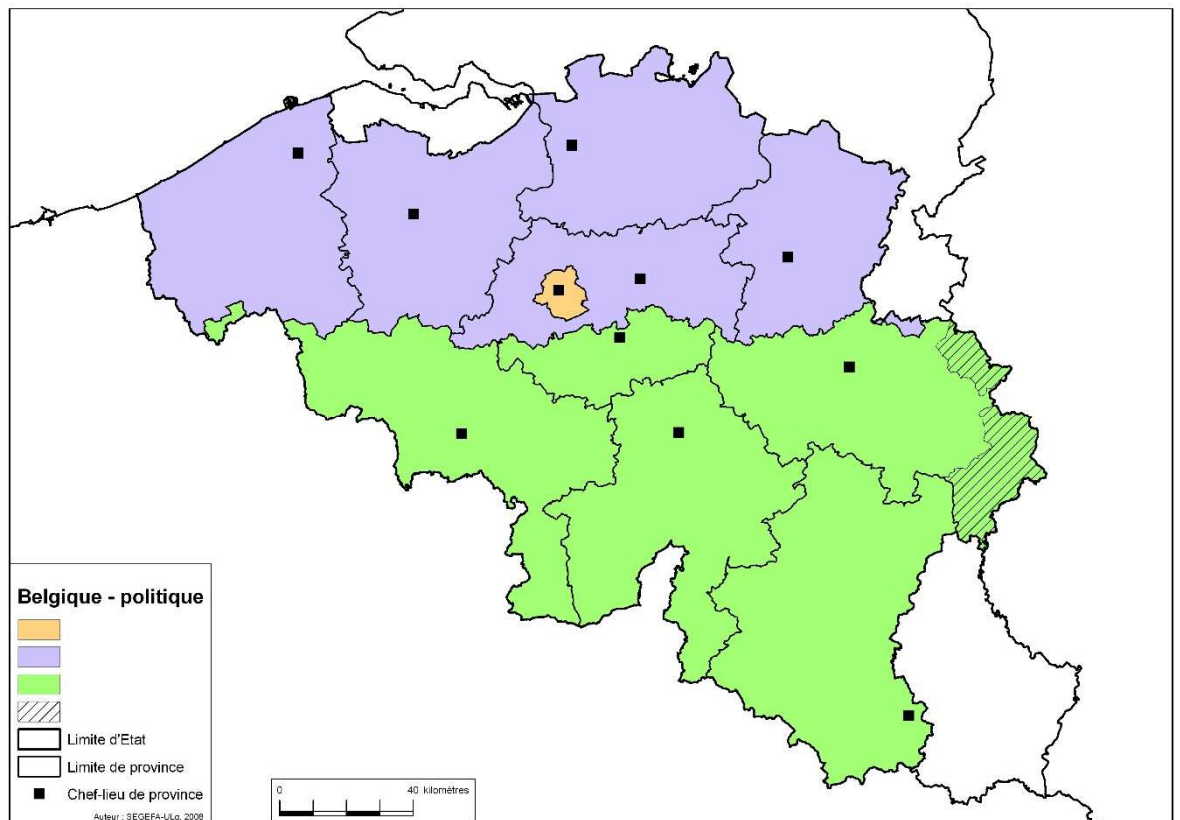 Belgique - politique
Limite d'Etat
Limite de province
Chef-lieu de province
Auteur : SEGEFA-ULg, 2008
0 40 kilomètres